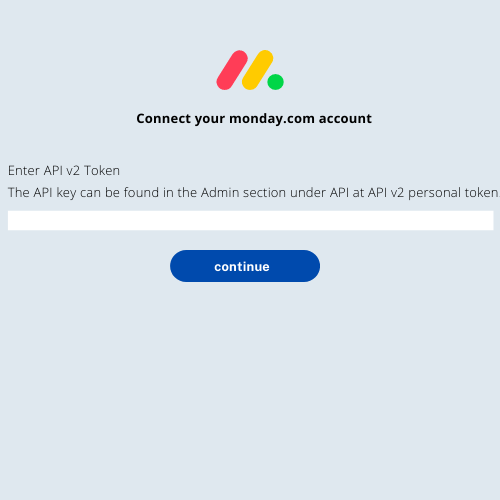 Connect your monday.com account
Enter API v2 Token
The API key can be found in the Admin section under API at API v2 personal token.
continue